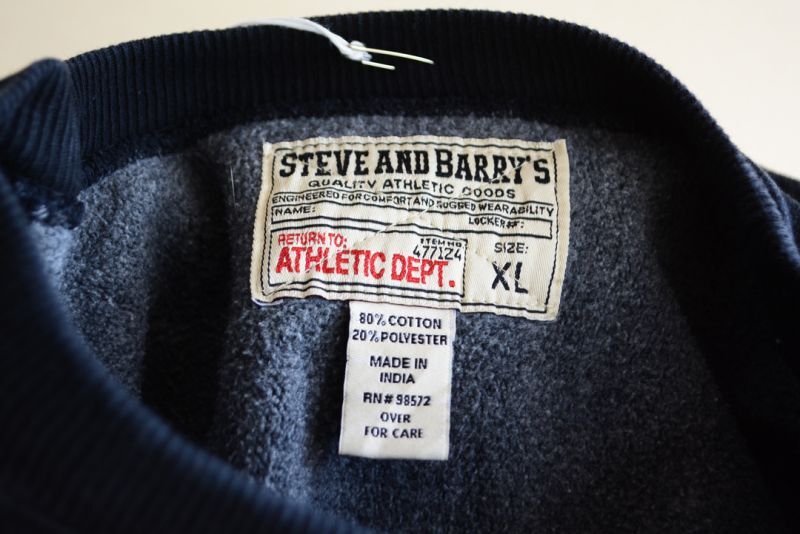 STEVE AND BARRY'S
QUALITY ATHLETIC GOODS
ENGINEERED FOR COMFORT AND RUGGED WEARABILITY
NAME: LOCKER #:
RETURN TO: ITEM NO. 477124
ATHLETIC DEPT.
SIZE:
XL
80% COTTON
20% POLYESTER
MADE IN
INDIA
RN# 98572
OVER
FOR CARE